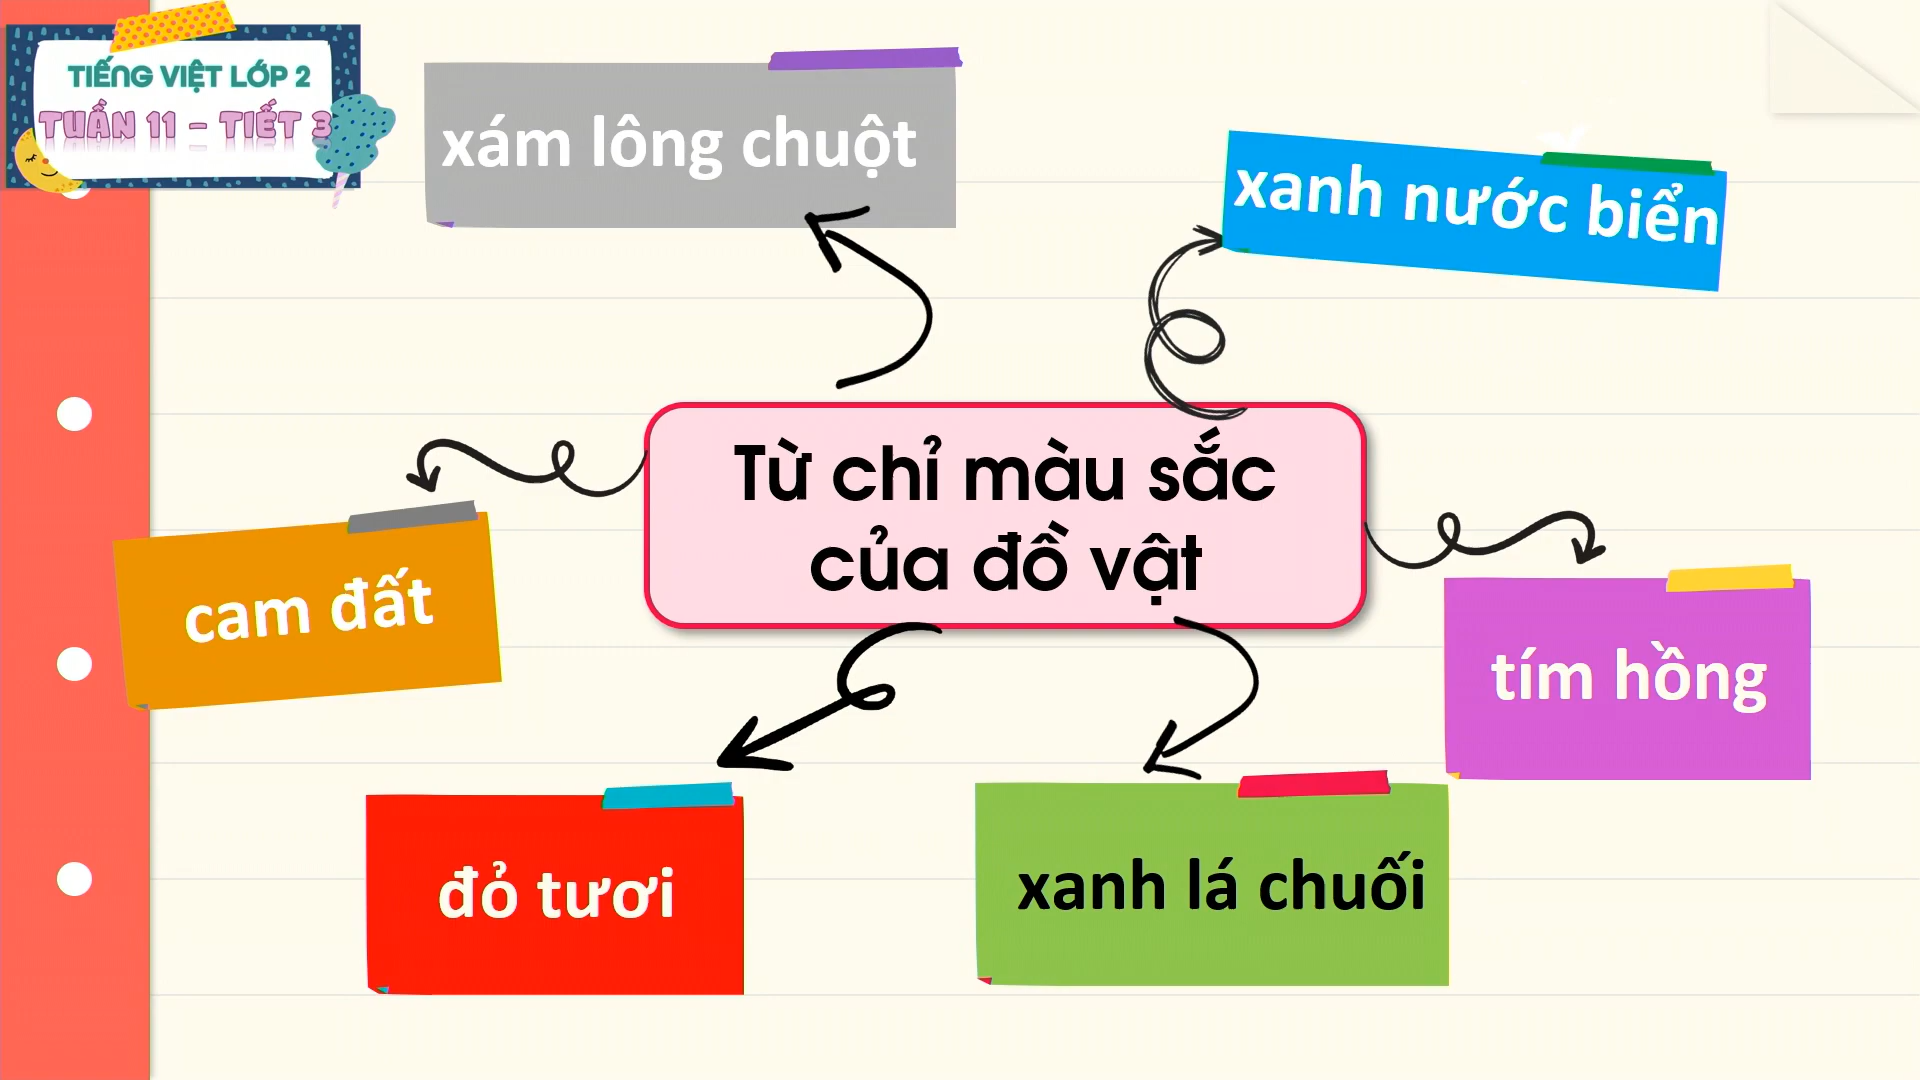 TIẾNG VIỆT LỚP 2
TUẦN 11 - TIẾT 3
xám lông chuột
xanh nước biển
Từ chỉ màu sắc
của đồ vật
cam đất
tím hồng
đỏ tươi
xanh lá chuối